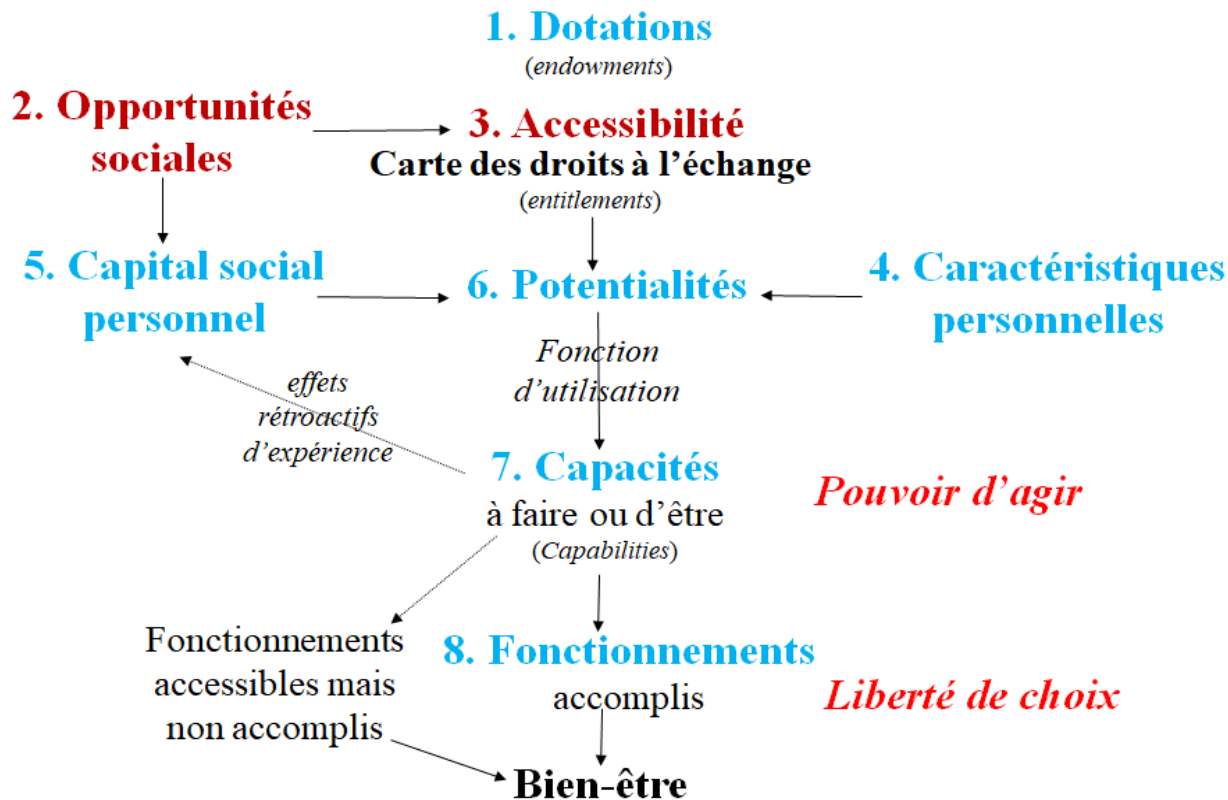 1. Dotations
(endowments)
2. Opportunités
sociales
3. Accessibilité
Carte des droits à l’échange
(entitlements)
5. Capital social
personnel
6. Potentialités
4. Caractéristiques
personnelles
Fonction
d’utilisation
effets
rétroactifs
d’expérience
7. Capacités
à faire ou d’être
(Capabilities)
Pouvoir d’agir
Fonctionnements
accessibles mais
non accomplis
8. Fonctionnements
accomplis
Liberté de choix
Bien-être